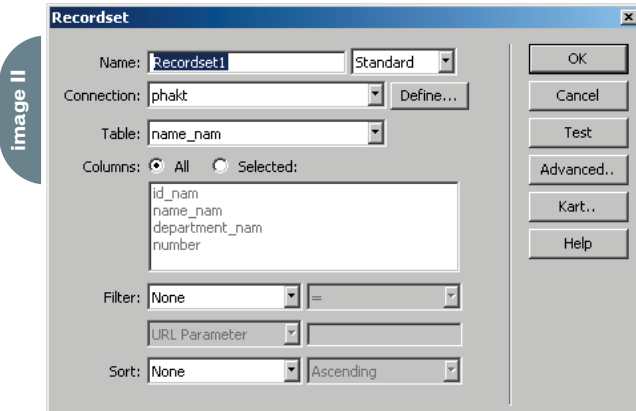 image II
Recordset
Name: Recordset1 Standard
Connection: phakt Define...
Table: name_nam
Columns: All Selected:
id_nam
name_nam
department_nam
number
Filter: None =
URL Parameter
Sort: None Ascending
OK
Cancel
Test
Advanced..
Kart..
Help